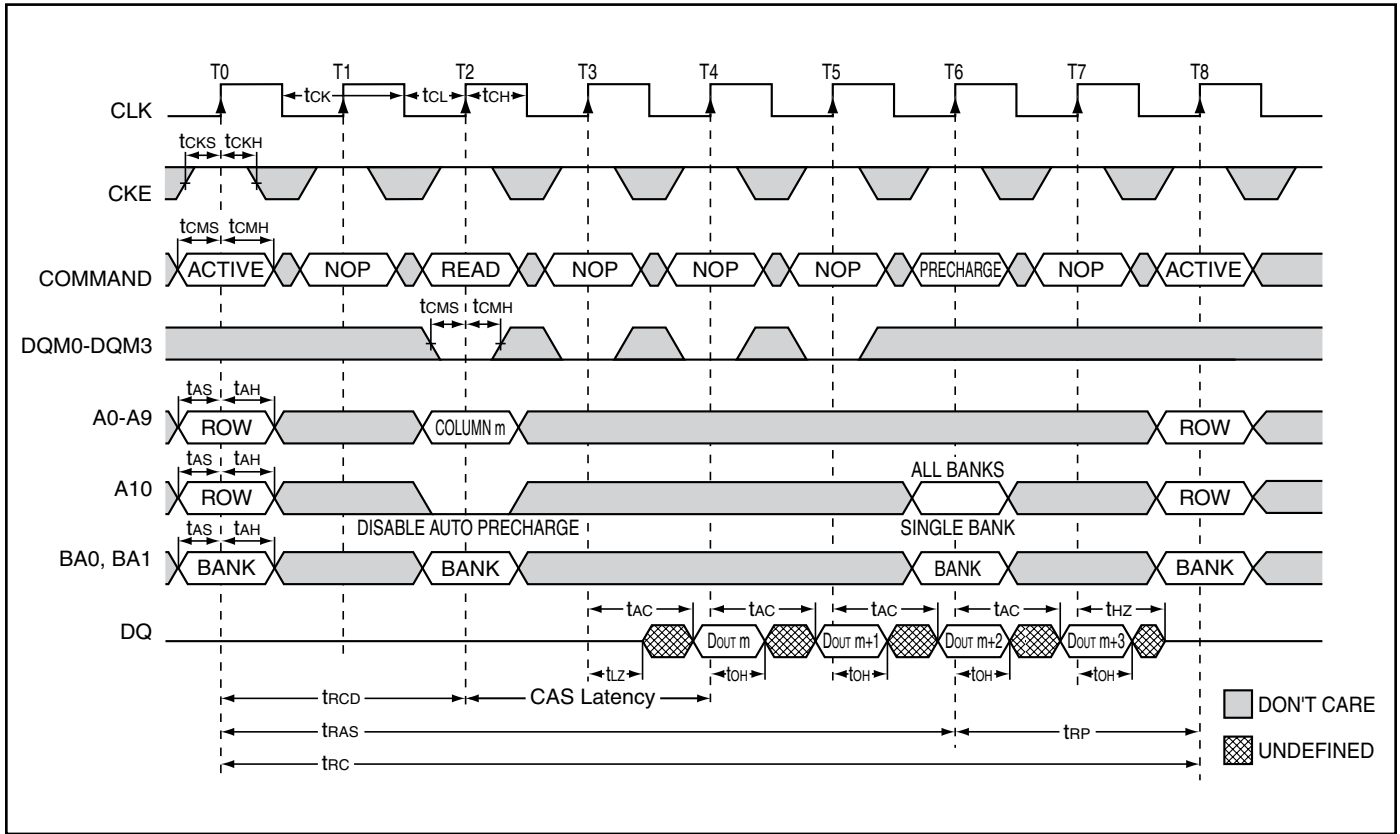 T0 T1 T2 T3 T4 T5 T6 T7 T8
CLK tCK tCL tCH
tCKS tCKH
CKE
tCMS tCMH
COMMAND ACTIVE NOP READ NOP NOP NOP PRECHARGE NOP ACTIVE
tCMS tCMH
DQM0-DQM3
tAS tAH
A0-A9 ROW COLUMN m ROW
tAS tAH ALL BANKS
A10 ROW ROW
tAS tAH DISABLE AUTO PRECHARGE SINGLE BANK
BA0, BA1 BANK BANK BANK BANK
tAC tAC tAC tAC tHZ
DQ DOUT m DOUT m+1 DOUT m+2 DOUT m+3
tLZ tOH tOH tOH tOH
tRCD CAS Latency
DON'T CARE
tRAS tRP
UNDEFINED
tRC